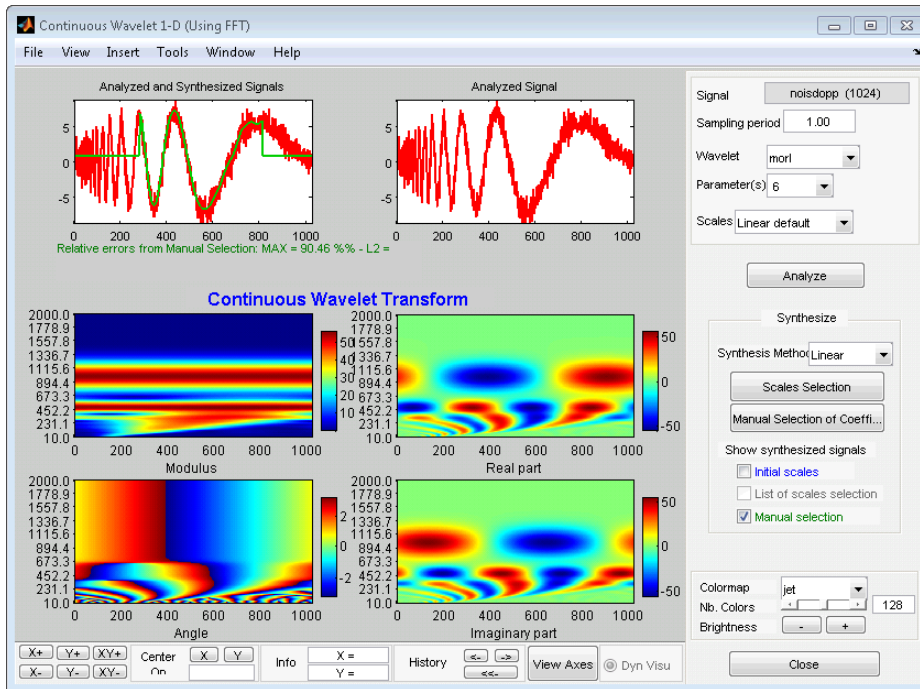 Continuous Wavelet 1-D (Using FFT)
File View Insert Tools Window Help
Analyzed and Synthesized Signals
5
0
-5
0 200 400 600 800 1000
Relative errors from Manual Selection: MAX = 90.46 %% - L2 =
Analyzed Signal
5
0
-5
0 200 400 600 800 1000
Continuous Wavelet Transform
2000.0
1778.9
1557.8
1336.7
1115.6
894.4
673.3
452.2
231.1
10.0
0 200 400 600 800 1000
Modulus
50
40
30
20
10
2000.0
1778.9
1557.8
1336.7
1115.6
894.4
673.3
452.2
231.1
10.0
0 200 400 600 800 1000
Real part
50
0
-50
2000.0
1778.9
1557.8
1336.7
1115.6
894.4
673.3
452.2
231.1
10.0
0 200 400 600 800 1000
Angle
2
0
-2
2000.0
1778.9
1557.8
1336.7
1115.6
894.4
673.3
452.2
231.1
10.0
0 200 400 600 800 1000
Imaginary part
50
0
-50
Signal noisdopp (1024)
Sampling period 1.00
Wavelet morl
Parameter(s) 6
Scales Linear default
Analyze
Synthesize
Synthesis Method Linear
Scales Selection
Manual Selection of Coeffi...
Show synthesized signals
Initial scales
List of scales selection
Manual selection
Colormap jet
Nb. Colors 128
Brightness - +
Close
X+ Y+ XY+
X- Y- XY-
Center
On
X Y
Info
X =
Y =
History
<- ->
<<-
View Axes
Dyn Visu